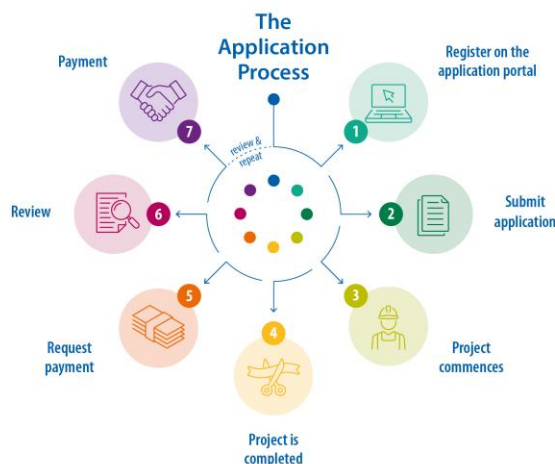 The
Application
Process
review &
repeat
Register on the
application portal
1
Submit
application
2
Project
commences
3
Project is
completed
4
Request
payment
5
Review
6
Payment
7